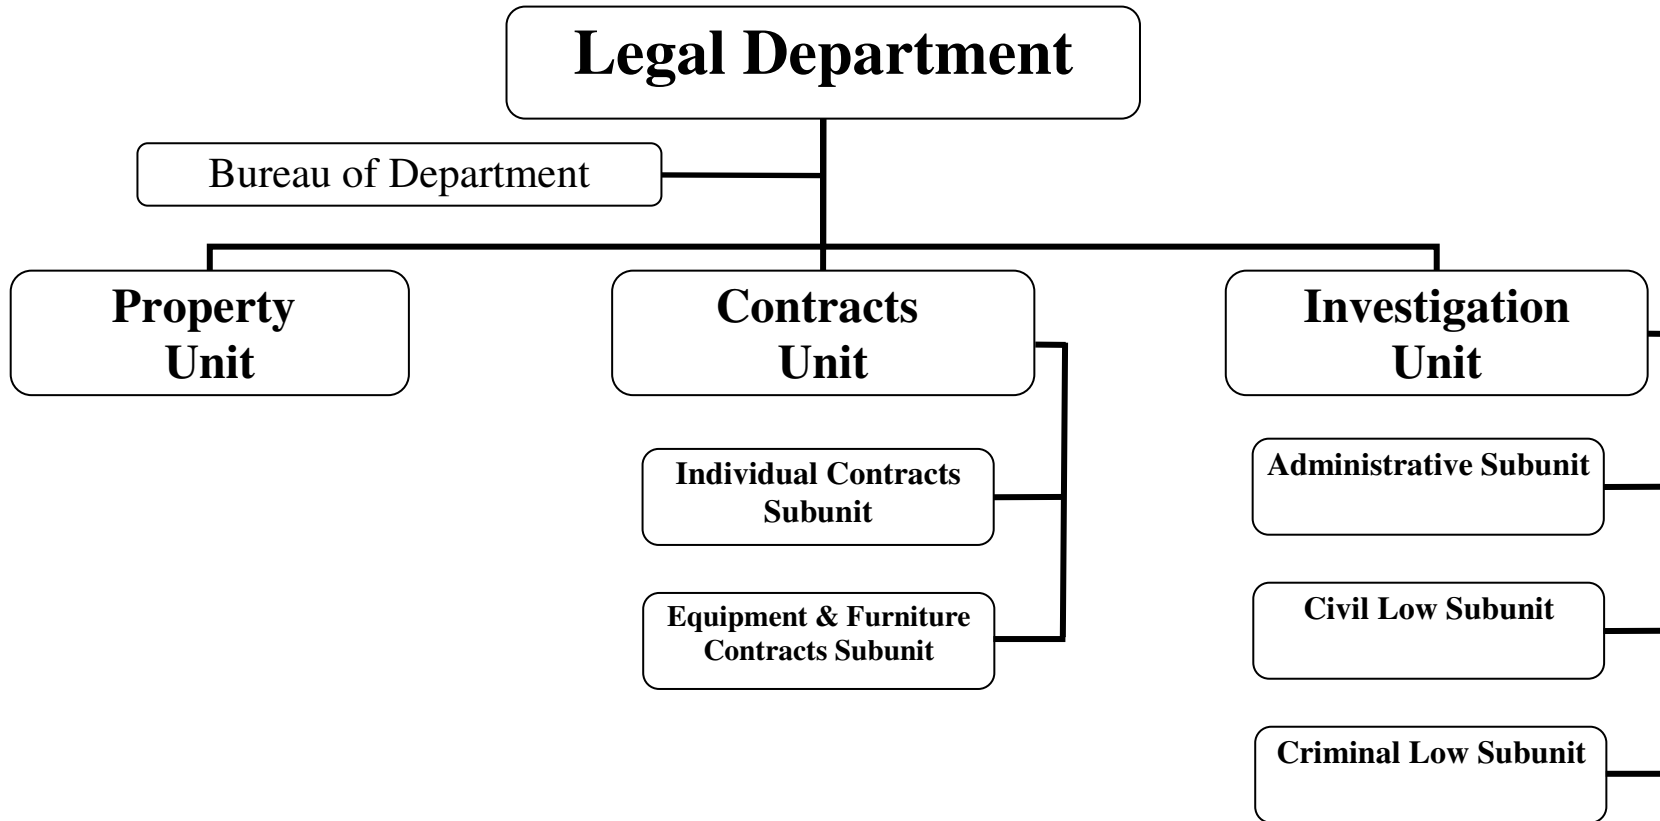 Legal Department
Bureau of Department
Property
Unit
Contracts
Unit
Investigation
Unit
Individual Contracts
Subunit
Equipment & Furniture
Contracts Subunit
Administrative Subunit
Civil Low Subunit
Criminal Low Subunit